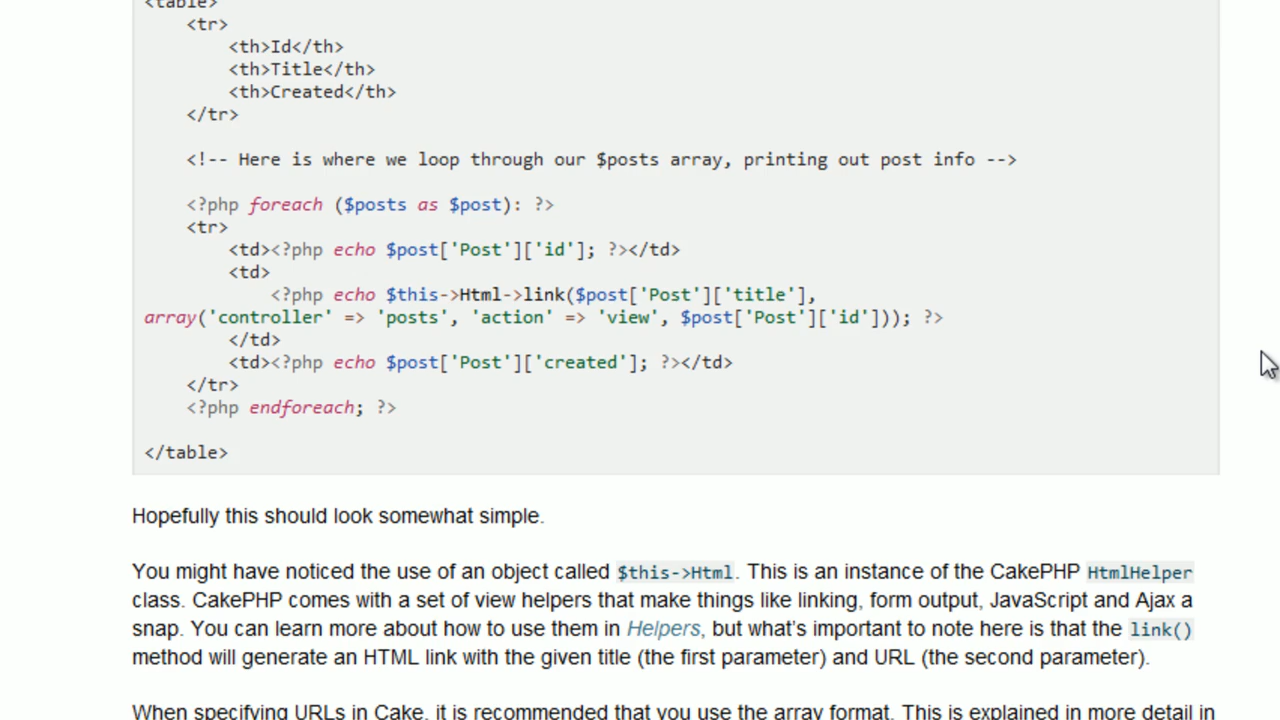 <table>
<tr>
<th>Id</th>
<th>Title</th>
<th>Created</th>
</tr>
<!-- Here is where we loop through our $posts array, printing out post info -->
<?php foreach ($posts as $post): ?>
<tr>
<td><?php echo $post['Post']['id']; ?></td>
<td>
<?php echo $this->Html->link($post['Post']['title'],
array('controller' => 'posts', 'action' => 'view', $post['Post']['id'])); ?>
</td>
<td><?php echo $post['Post']['created']; ?></td>
</tr>
<?php endforeach; ?>
</table>
Hopefully this should look somewhat simple.
You might have noticed the use of an object called $this->Html. This is an instance of the CakePHP HtmlHelper
class. CakePHP comes with a set of view helpers that make things like linking, form output, JavaScript and Ajax a
snap. You can learn more about how to use them in Helpers, but what's important to note here is that the link()
method will generate an HTML link with the given title (the first parameter) and URL (the second parameter).
When specifying URLs in Cake, it is recommended that you use the array format. This is explained in more detail in